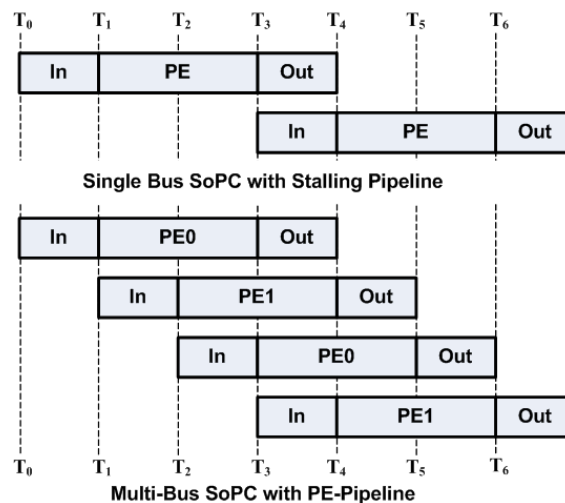 T0 T1 T2 T3 T4 T5 T6
In PE Out
In PE Out
Single Bus SoPC with Stalling Pipeline
In PE0 Out
In PE1 Out
In PE0 Out
In PE1 Out
T0 T1 T2 T3 T4 T5 T6
Multi-Bus SoPC with PE-Pipeline